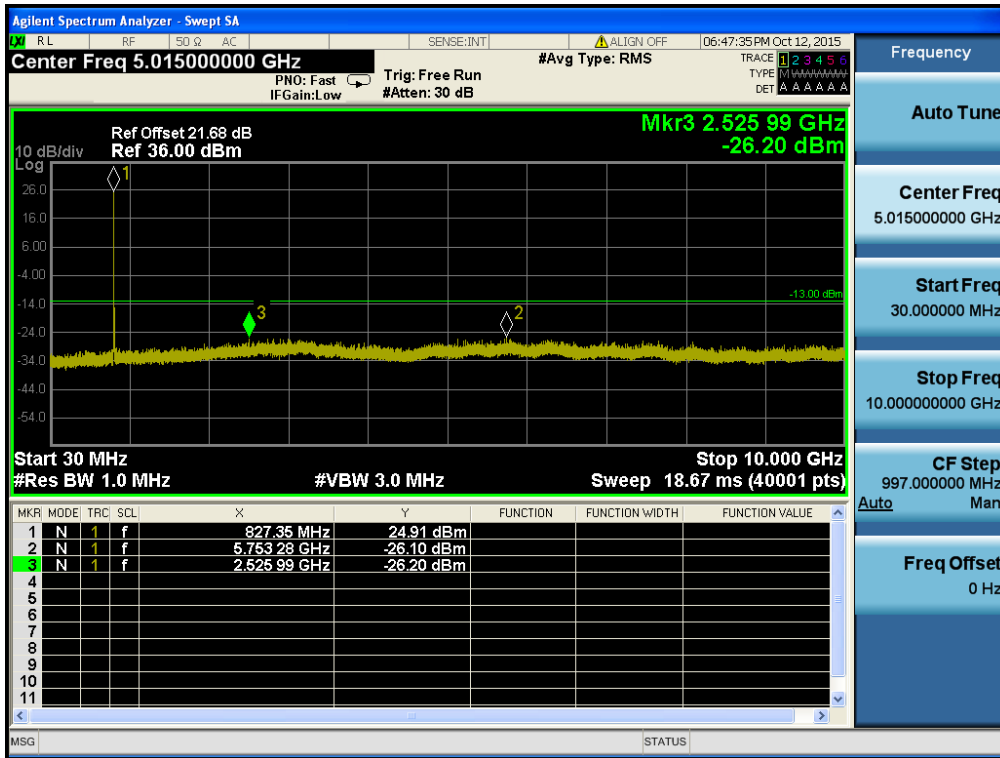 Agilent Spectrum Analyzer - Swept SA
LXI RL RF 50 Ω AC SENSE:INT ALIGN OFF 06:47:35 PM Oct 12, 2015
Center Freq 5.015000000 GHz #Avg Type: RMS TRACE 1 2 3 4 5 6
PNO: Fast Trig: Free Run TYPE M WWWWW
IFGain:Low #Atten: 30 dB DET A A A A A A
Frequency
Auto Tune
Center Freq
5.015000000 GHz
Start Freq
30.000000 MHz
Stop Freq
10.000000000 GHz
CF Step
997.000000 MHz
Auto Man
Freq Offset
0 Hz
Mkr3 2.525 99 GHz
-26.20 dBm
Ref Offset 21.68 dB
10 dB/div Ref 36.00 dBm
Log
1
26.0
16.0
6.00
-4.00
-13.00 dBm
-14.0
3 2
-24.0
-34.0
-44.0
-54.0
Start 30 MHz Stop 10.000 GHz
#Res BW 1.0 MHz #VBW 3.0 MHz Sweep 18.67 ms (40001 pts)
MKR MODE TRC SCL X Y FUNCTION FUNCTION WIDTH FUNCTION VALUE
1 N 1 f 827.35 MHz 24.91 dBm
2 N 1 f 5.753 28 GHz -26.10 dBm
3 N 1 f 2.525 99 GHz -26.20 dBm
4
5
6
7
8
9
10
11
MSG STATUS